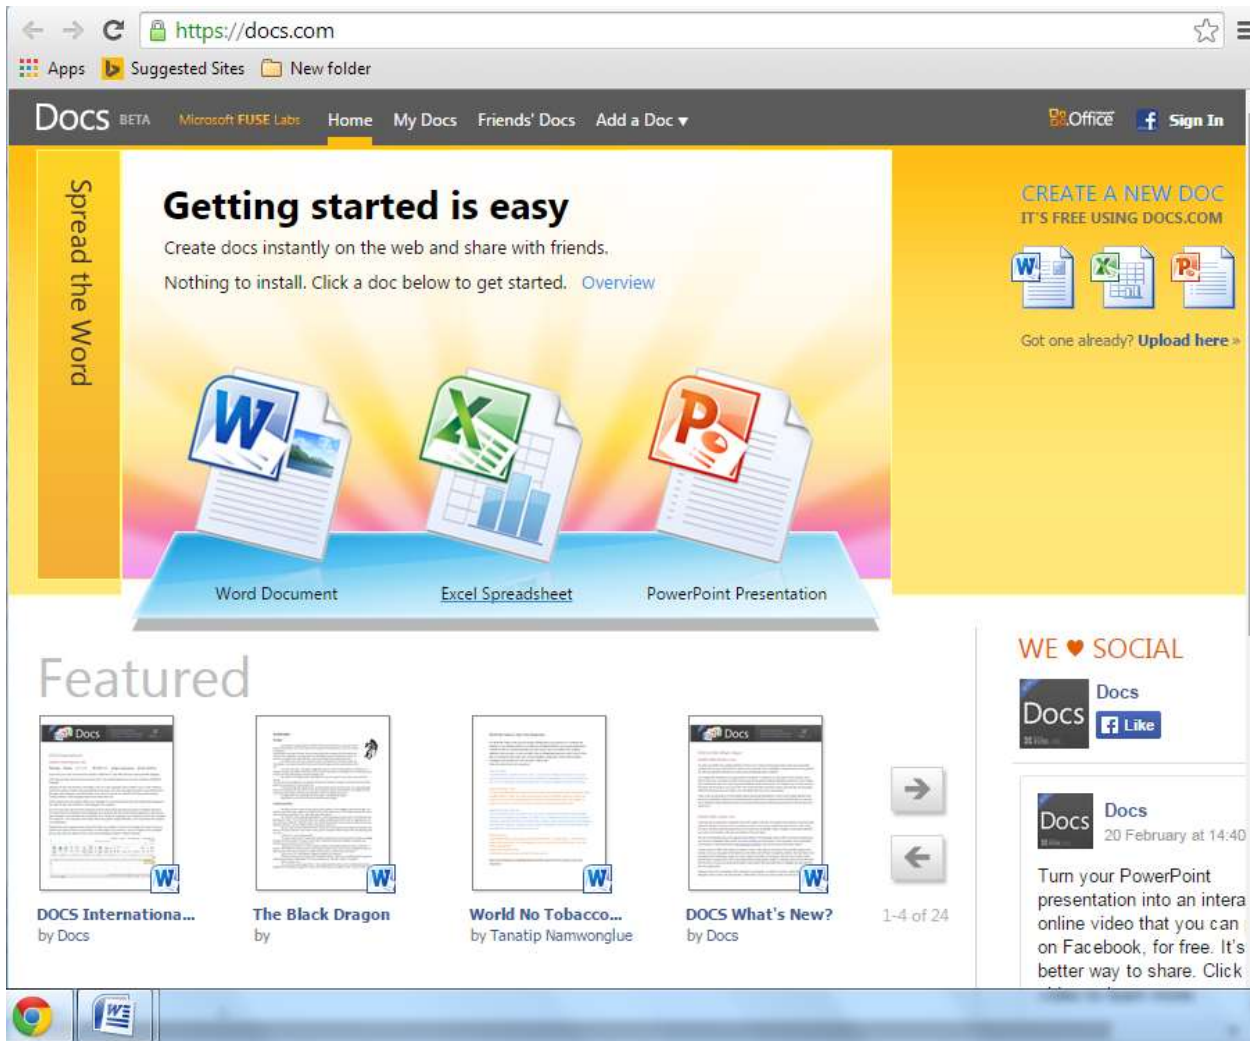 https://docs.com
Apps Suggested Sites New folder
Docs BETA Microsoft FUSE Labs Home My Docs Friends' Docs Add a Doc ▾ Office Sign In
Spread the Word
Getting started is easy
Create docs instantly on the web and share with friends.
Nothing to install. Click a doc below to get started. Overview
Word Document Excel Spreadsheet PowerPoint Presentation
CREATE A NEW DOC
IT'S FREE USING DOCS.COM
Got one already? Upload here »
Featured
DOCS Internationa... The Black Dragon World No Tobacco... DOCS What's New?
by Docs by by Tanatip Namwonglue by Docs
1-4 of 24
WE ♥ SOCIAL
Docs
Docs
Like
Docs
Docs
20 February at 14:40
Turn your PowerPoint
presentation into an intera
online video that you can
on Facebook, for free. It's
better way to share. Click